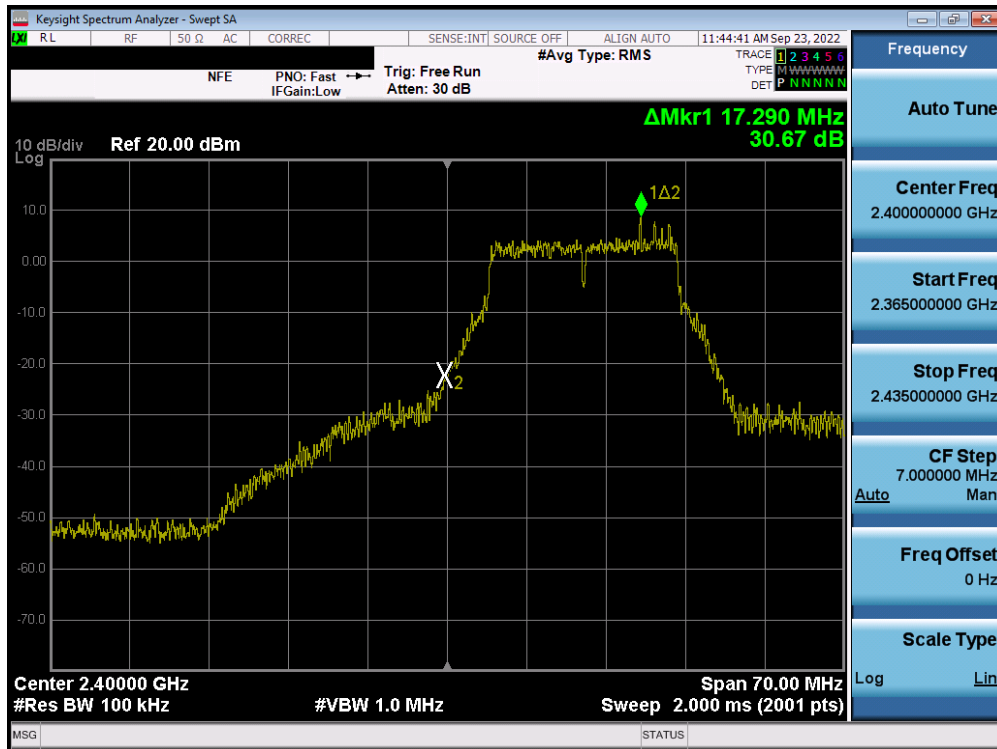 Keysight Spectrum Analyzer - Swept SA
LXI RL RF 50 Ω AC CORREC SENSE:INT SOURCE OFF ALIGN AUTO 11:44:41 AM Sep 23, 2022
#Avg Type: RMS
TRACE 1 2 3 4 5 6
TYPE M W W W W W
DET P N N N N N
NFE PNO: Fast Trig: Free Run
IFGain:Low Atten: 30 dB
ΔMkr1 17.290 MHz
30.67 dB
10 dB/div Ref 20.00 dBm
Log
10.0
0.00
-10.0
-20.0
-30.0
-40.0
-50.0
-60.0
-70.0
1Δ2
X2
Center 2.40000 GHz Span 70.00 MHz
#Res BW 100 kHz #VBW 1.0 MHz Sweep 2.000 ms (2001 pts)
MSG STATUS
Frequency
Auto Tune
Center Freq
2.400000000 GHz
Start Freq
2.365000000 GHz
Stop Freq
2.435000000 GHz
CF Step
7.000000 MHz
Auto Man
Freq Offset
0 Hz
Scale Type
Log Lin